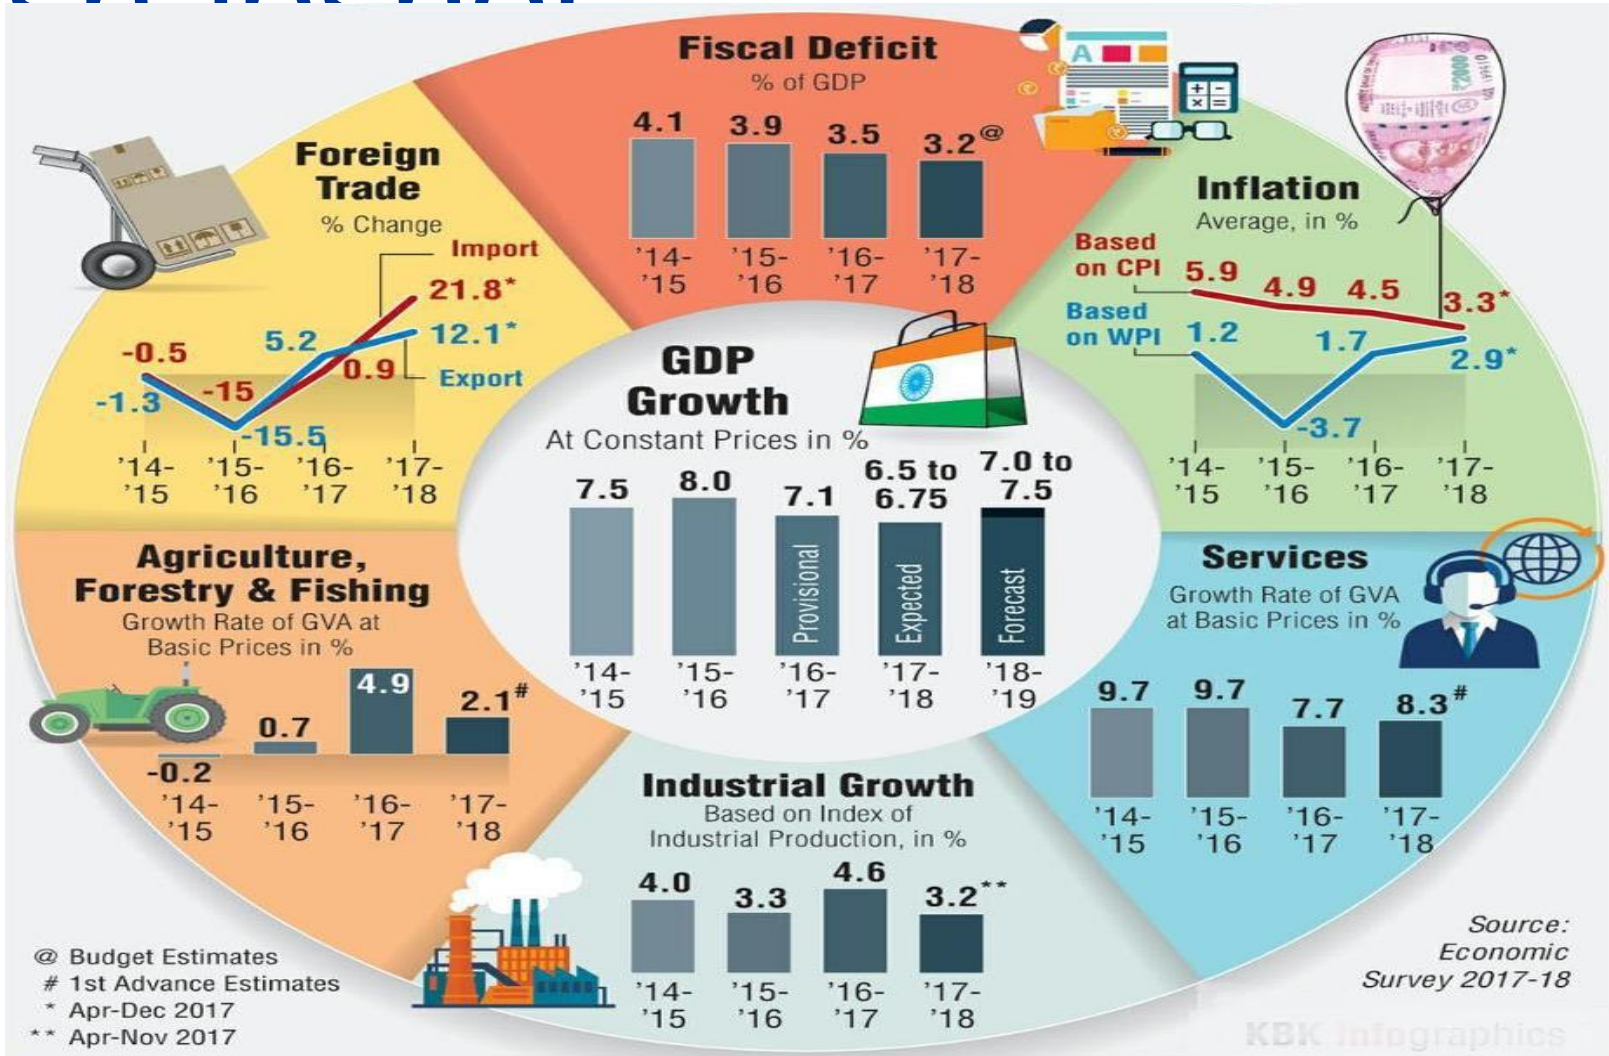 Fiscal Deficit
% of GDP
4.1 3.9 3.5 3.2@
'14- '15- '16- '17-
'15 '16 '17 '18
Foreign
Trade
% Change
Import
21.8*
12.1*
Export
-0.5 -15 0.9
-1.3 -15.5 5.2
'14- '15- '16- '17-
'15 '16 '17 '18
Inflation
Average, in %
Based
on CPI
5.9 4.9 4.5 3.3*
Based
on WPI
1.2 -3.7 1.7 2.9*
'14- '15- '16- '17-
'15 '16 '17 '18
GDP
Growth
At Constant Prices in %
7.5 8.0 7.1 6.5 to 7.0 to
6.75 7.5
Provisional
Expected
Forecast
'14- '15- '16- '17- '18-
'15 '16 '17 '18 '19
Agriculture,
Forestry & Fishing
Growth Rate of GVA at
Basic Prices in %
-0.2 0.7 4.9 2.1#
'14- '15- '16- '17-
'15 '16 '17 '18
Services
Growth Rate of GVA
at Basic Prices in %
9.7 9.7 7.7 8.3#
'14- '15- '16- '17-
'15 '16 '17 '18
Industrial Growth
Based on Index of
Industrial Production, in %
4.0 3.3 4.6 3.2**
'14- '15- '16- '17-
'15 '16 '17 '18
@ Budget Estimates
# 1st Advance Estimates
* Apr-Dec 2017
** Apr-Nov 2017
Source:
Economic
Survey 2017-18
KBK Infographics